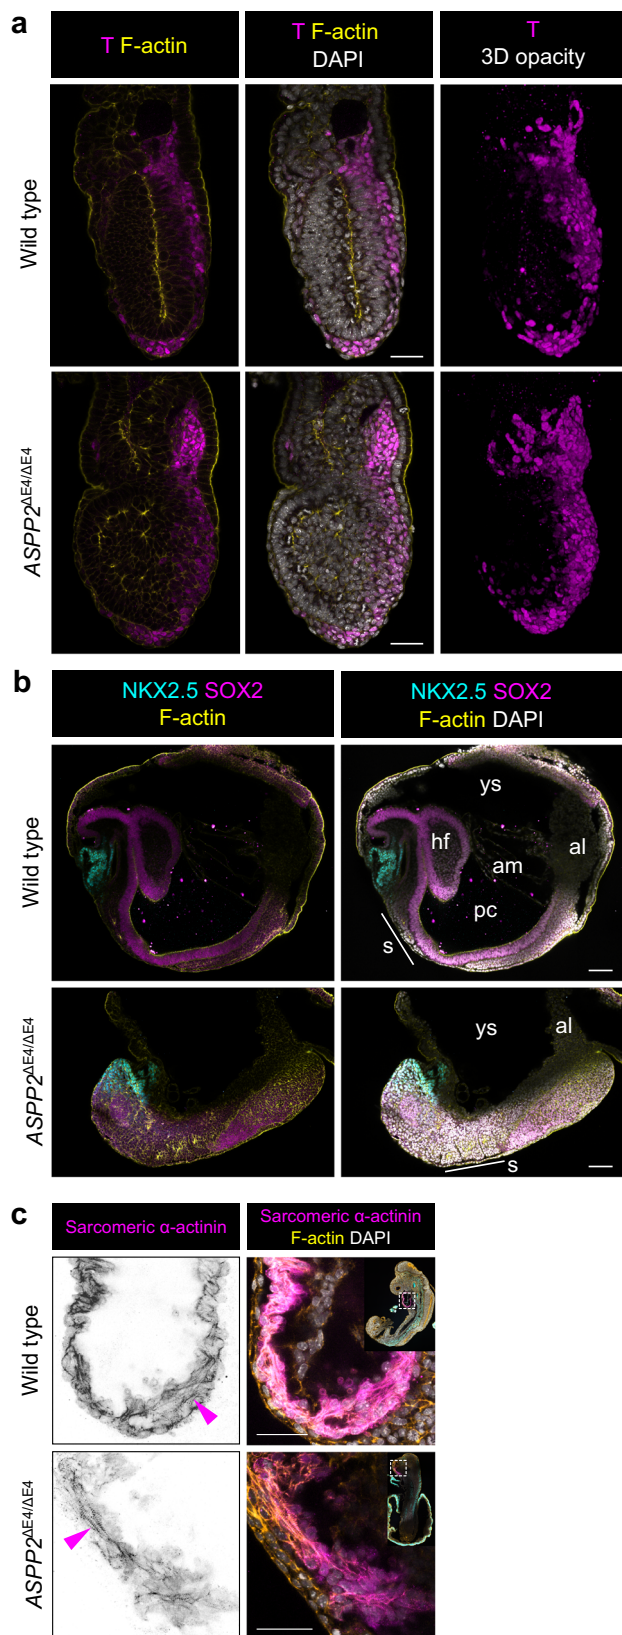 a
T F-actin
T F-actin
DAPI
T
3D opacity
Wild type
ASPP2ΔE4/ΔE4
b
NKX2.5 SOX2
F-actin
NKX2.5 SOX2
F-actin DAPI
Wild type
ys
hf
al
am
pc
s
ASPP2ΔE4/ΔE4
ys
al
s
c
Sarcomeric α-actinin
Sarcomeric α-actinin
F-actin DAPI
Wild type
ASPP2ΔE4/ΔE4